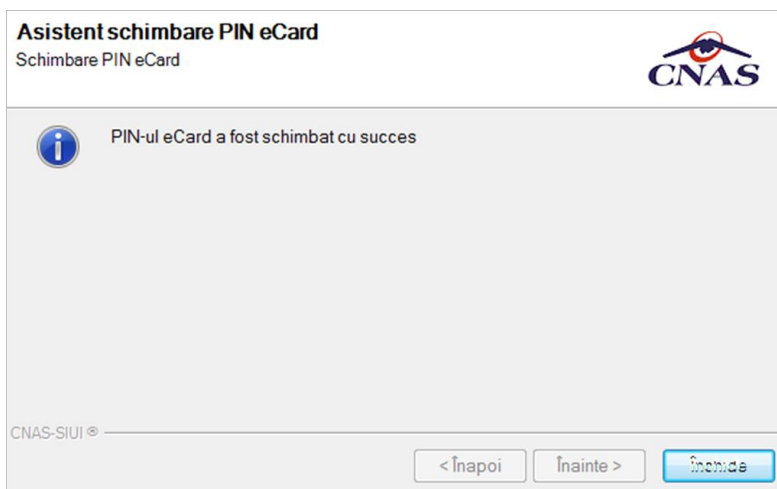 Asistent schimbare PIN eCard
Schimbare PIN eCard
CNAS
PIN-ul eCard a fost schimbat cu succes
CNAS-SIUI ®
< Înapoi Înainte > Închide